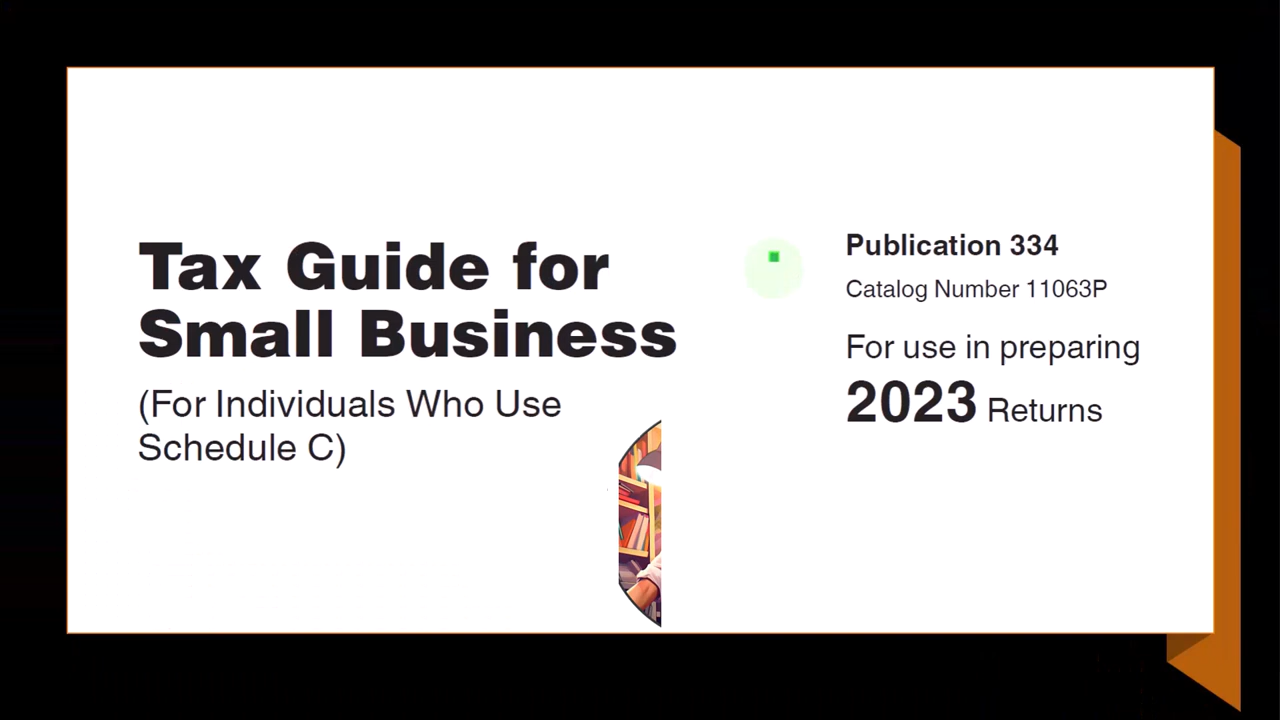 Tax Guide for
Small Business
(For Individuals Who Use
Schedule C)
Publication 334
Catalog Number 11063P
For use in preparing
2023 Returns